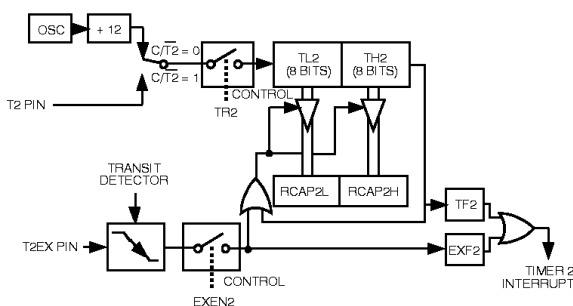 OSC
÷ 12
C/T2 = 0
C/T2 = 1
TL2
(8 BITS)
TH2
(8 BITS)
CONTROL
T2 PIN
TR2
TRANSIT
DETECTOR
RCAP2L
RCAP2H
TF2
T2EX PIN
EXF2
CONTROL
TIMER 2
INTERRUPT
EXEN2